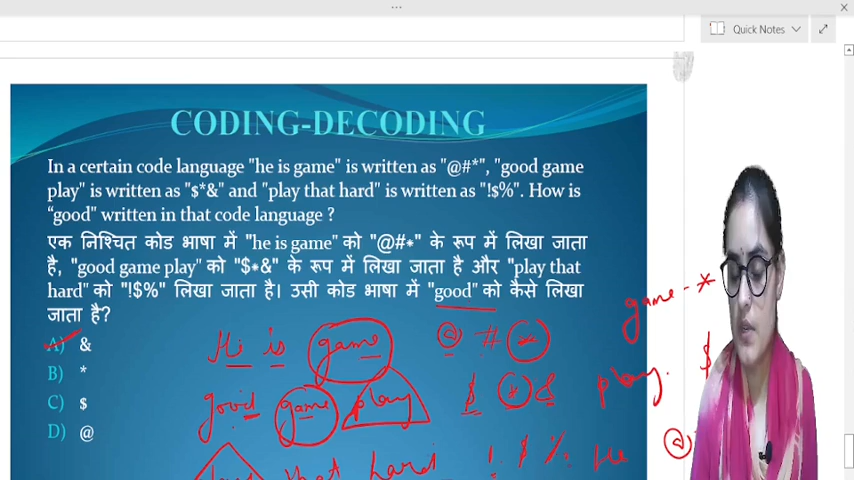 Quick Notes
CODING-DECODING
In a certain code language "he is game" is written as "@#*", "good game
play" is written as "$*&" and "play that hard" is written as "!$%". How is
“good" written in that code language ?
एक निश्चित कोड भाषा में "he is game" को "@#*" के रूप में लिखा जाता
है, "good game play" को "$*&" के रूप में लिखा जाता है और "play that
hard" को "!$%" लिखा जाता है। उसी कोड भाषा में "good" को कैसे लिखा
जाता है?
A) &
B) *
C) $
D) @
He is game @ # *
good game play $ * &
that hard ! $ %
game - *
play. $
He @